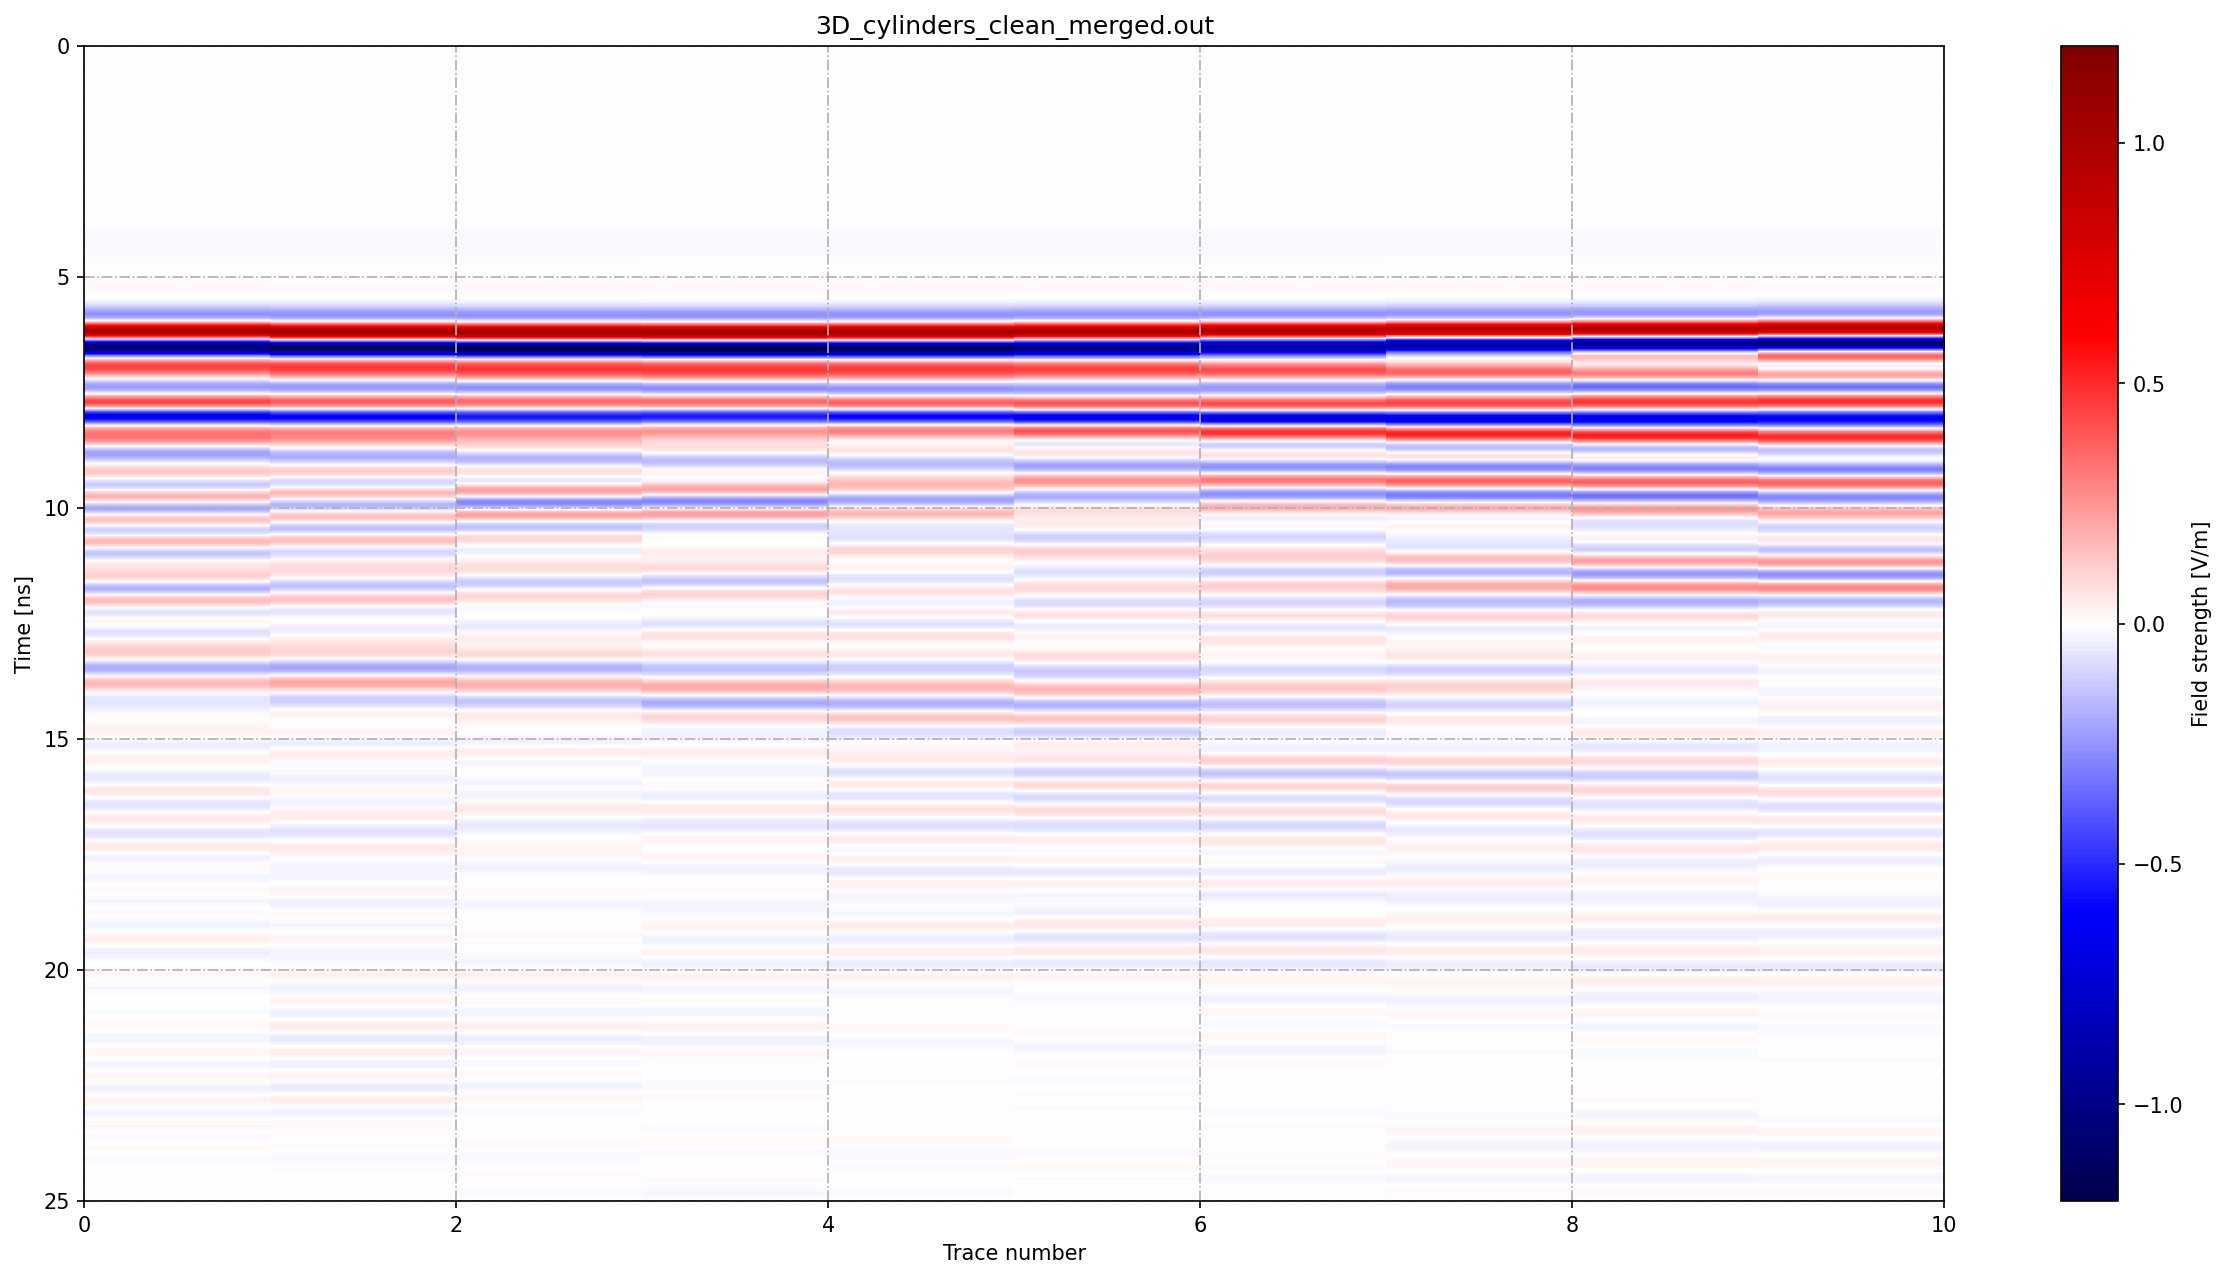 3D_cylinders_clean_merged.out
0
5
10
15
20
25
Time [ns]
0 2 4 6 8 10
Trace number
1.0
0.5
0.0
−0.5
−1.0
Field strength [V/m]